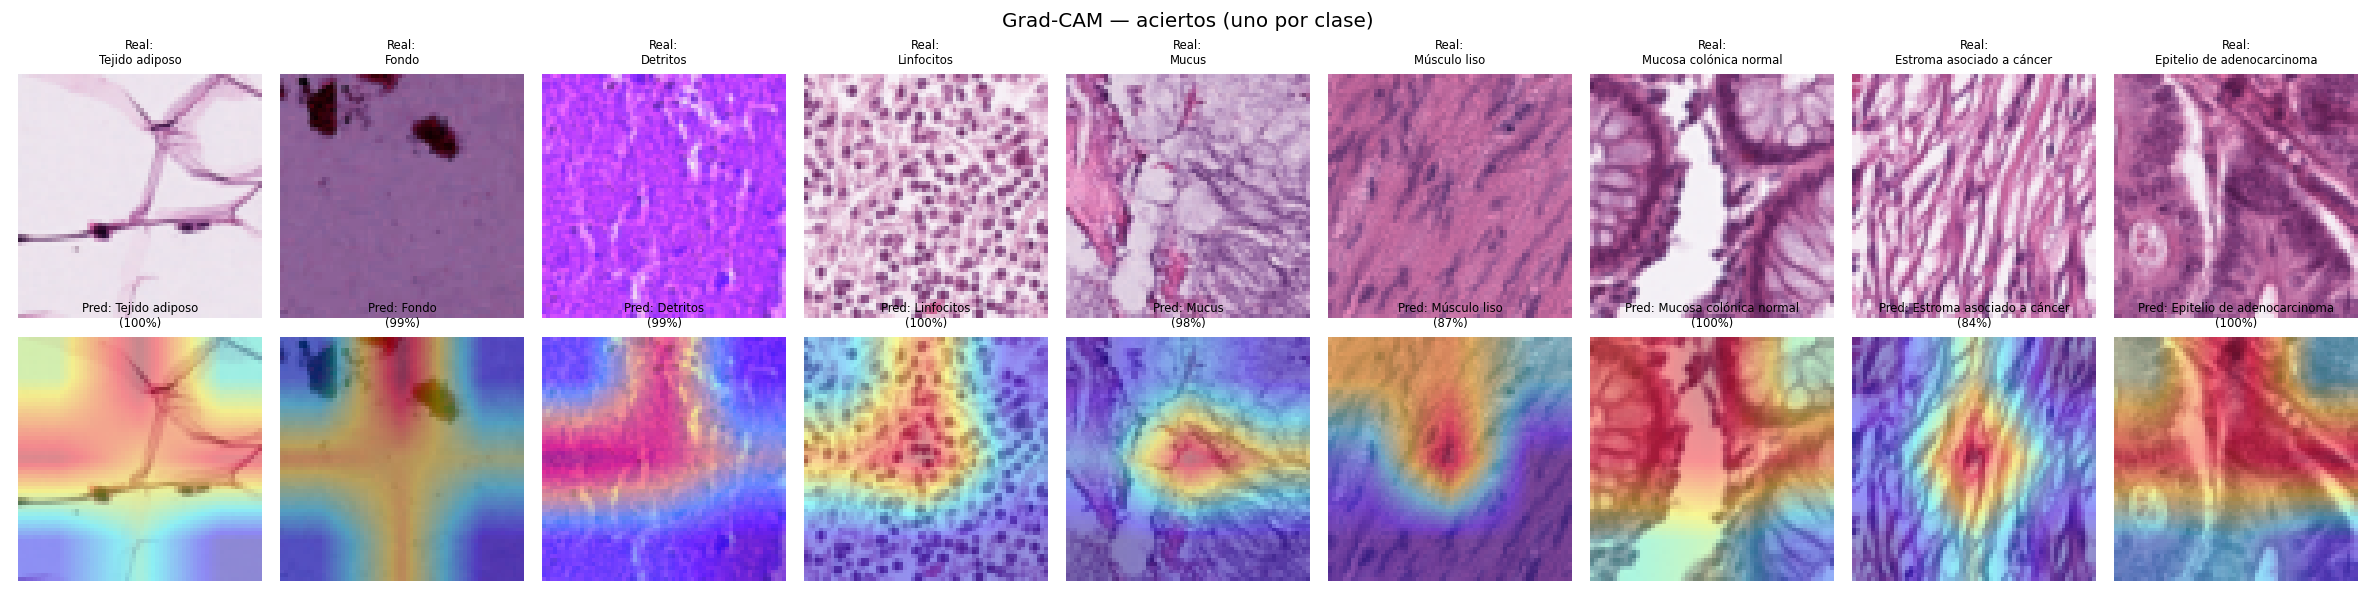 Grad-CAM — aciertos (uno por clase)
Real:
Tejido adiposo
Real:
Fondo
Real:
Detritos
Real:
Linfocitos
Real:
Mucus
Real:
Músculo liso
Real:
Mucosa colónica normal
Real:
Estroma asociado a cáncer
Real:
Epitelio de adenocarcinoma
Pred: Tejido adiposo
(100%)
Pred: Fondo
(99%)
Pred: Detritos
(99%)
Pred: Linfocitos
(100%)
Pred: Mucus
(98%)
Pred: Músculo liso
(87%)
Pred: Mucosa colónica normal
(100%)
Pred: Estroma asociado a cáncer
(84%)
Pred: Epitelio de adenocarcinoma
(100%)